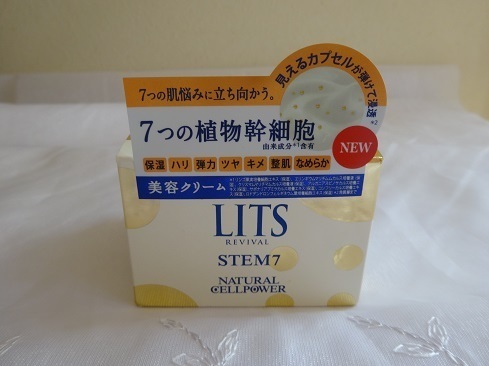 見えるカプセルが弾けて浸透
*2
7つの肌悩みに立ち向かう。
7つの植物幹細胞
由来成分*1含有
NEW
保湿 ハリ 弾力 ツヤ キメ 整肌 なめらか
美容クリーム
LITS
REVIVAL
STEM7
NATURAL
CELLPOWER